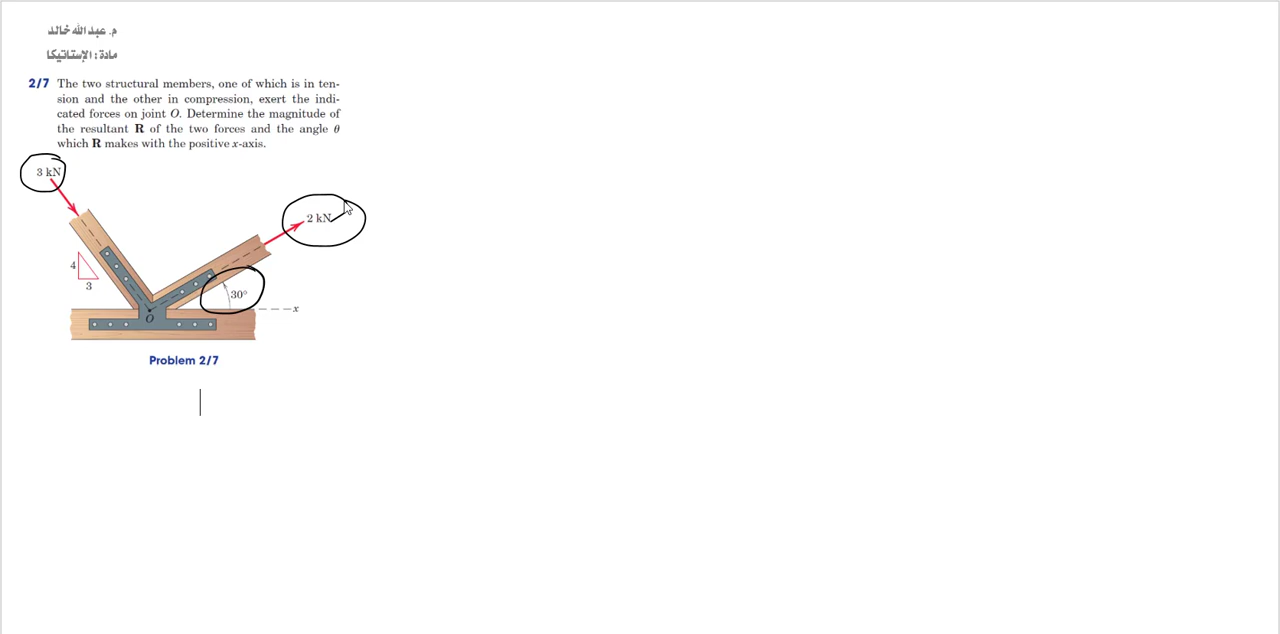 م. عبد الله خالد
مادة : الإستاتيكا
2/7 The two structural members, one of which is in ten-
sion and the other in compression, exert the indi-
cated forces on joint O. Determine the magnitude of
the resultant R of the two forces and the angle θ
which R makes with the positive x-axis.
3 kN
2 kN
4
3
30°
x
O
Problem 2/7